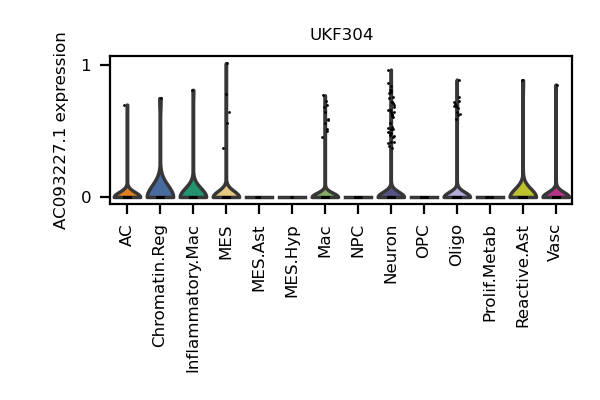 UKF304
AC093227.1 expression
1
0
AC
Chromatin.Reg
Inflammatory.Mac
MES
MES.Ast
MES.Hyp
Mac
NPC
Neuron
OPC
Oligo
Prolif.Metab
Reactive.Ast
Vasc